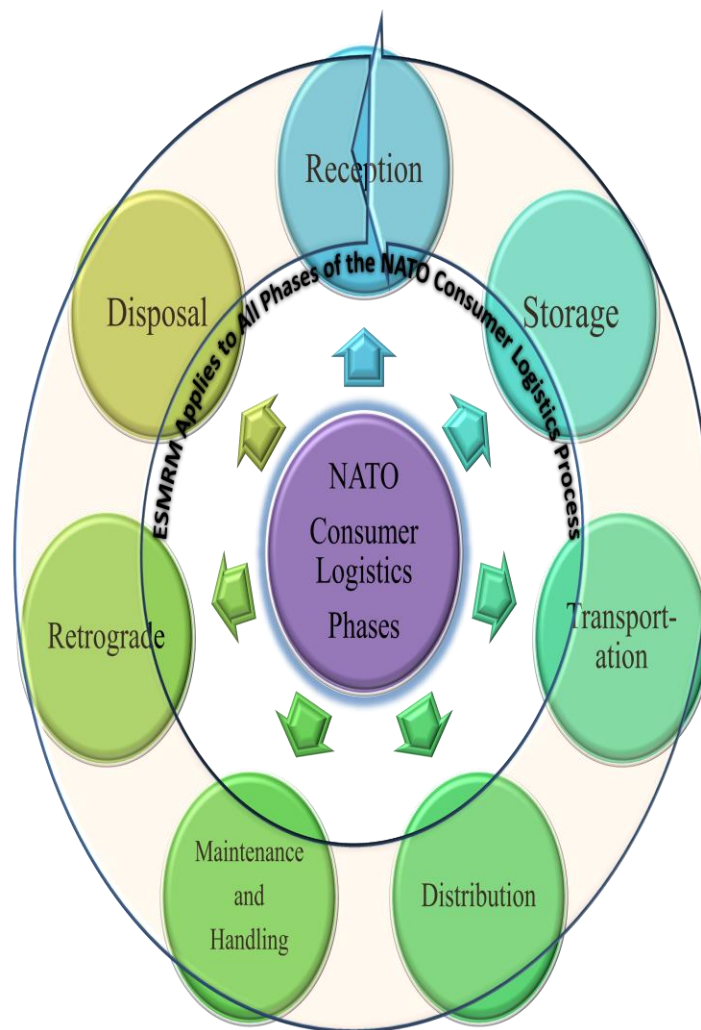 Reception
Storage
Transport-
ation
Distribution
Maintenance
and
Handling
Retrograde
Disposal
ESMRM Applies to All Phases of the NATO Consumer Logistics Process
NATO
Consumer
Logistics
Phases